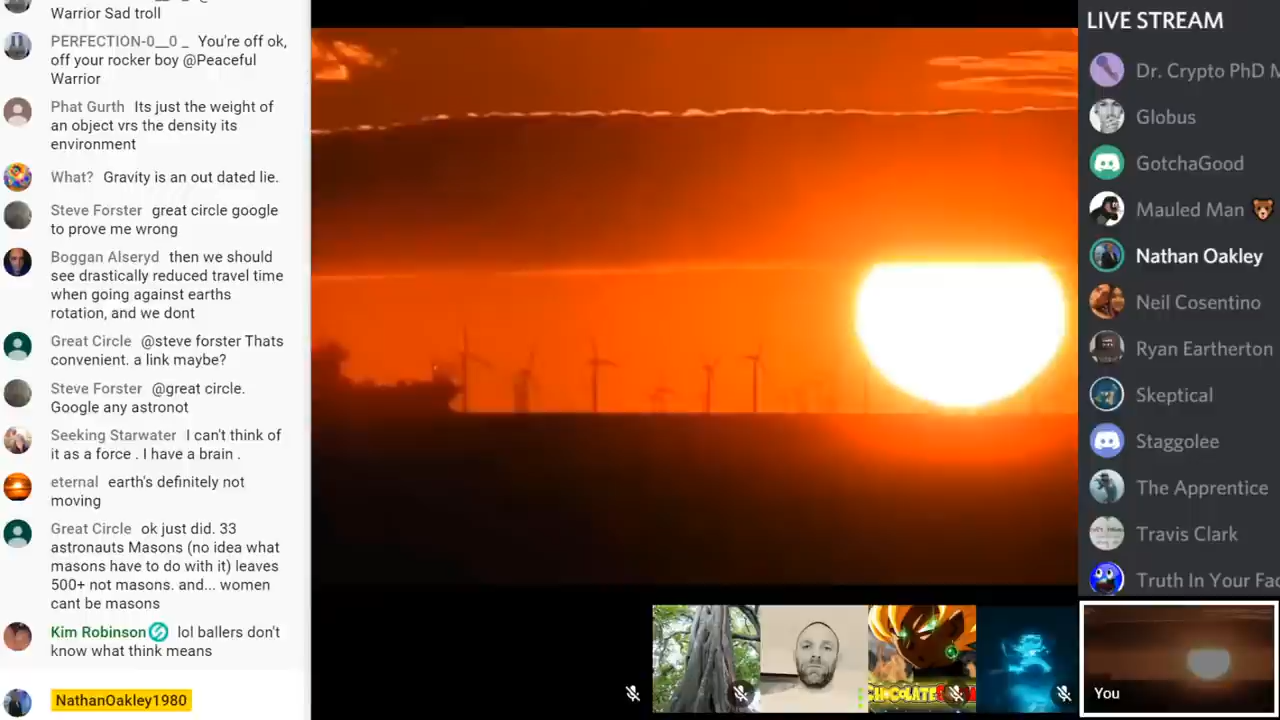 Warrior Sad troll
PERFECTION-0__0 _ You're off ok,
off your rocker boy @Peaceful
Warrior
Phat Gurth Its just the weight of
an object vrs the density its
environment
What? Gravity is an out dated lie.
Steve Forster great circle google
to prove me wrong
Boggan Alseryd then we should
see drastically reduced travel time
when going against earths
rotation, and we dont
Great Circle @steve forster Thats
convenient. a link maybe?
Steve Forster @great circle.
Google any astronot
Seeking Starwater I can't think of
it as a force . I have a brain .
eternal earth's definitely not
moving
Great Circle ok just did. 33
astronauts Masons (no idea what
masons have to do with it) leaves
500+ not masons. and... women
cant be masons
Kim Robinson lol ballers don't
know what think means
NathanOakley1980
LIVE STREAM
Dr. Crypto PhD M
Globus
GotchaGood
Mauled Man
Nathan Oakley
Neil Cosentino
Ryan Eartherton
Skeptical
Staggolee
The Apprentice
Travis Clark
Truth In Your Fac
You